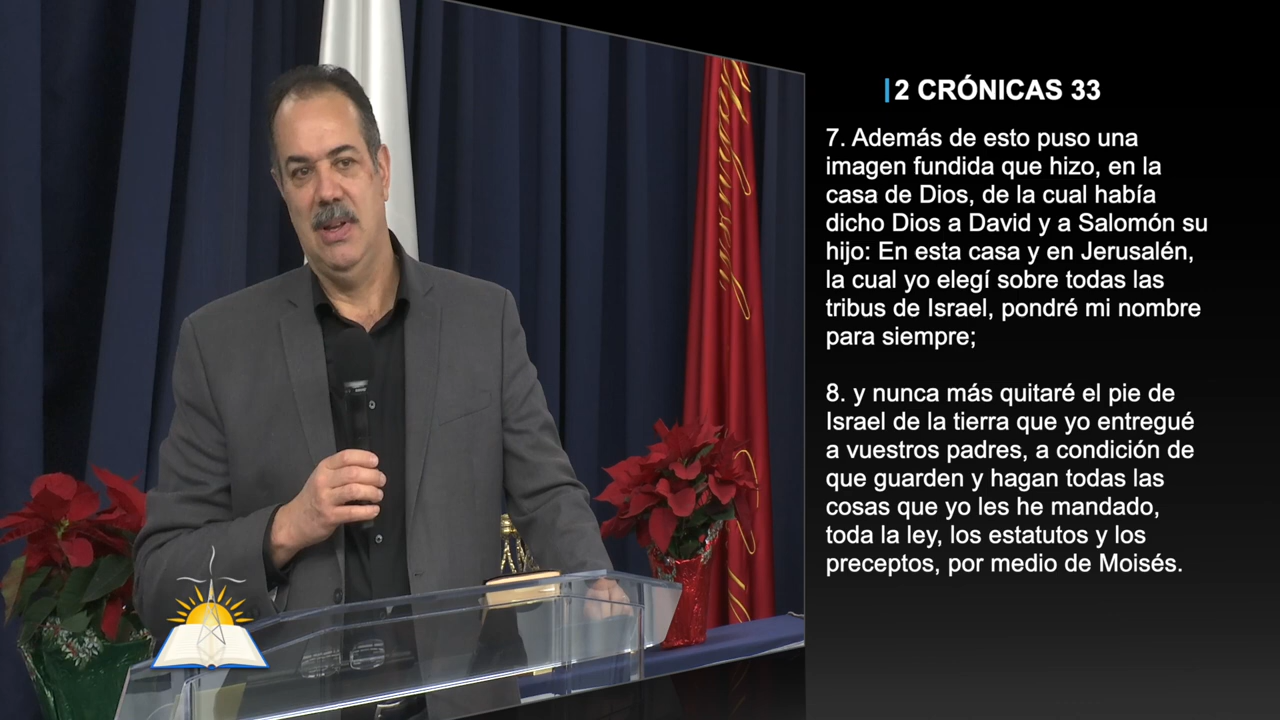 2 CRÓNICAS 33
7. Además de esto puso una
imagen fundida que hizo, en la
casa de Dios, de la cual había
dicho Dios a David y a Salomón su
hijo: En esta casa y en Jerusalén,
la cual yo elegí sobre todas las
tribus de Israel, pondré mi nombre
para siempre;
8. y nunca más quitaré el pie de
Israel de la tierra que yo entregué
a vuestros padres, a condición de
que guarden y hagan todas las
cosas que yo les he mandado,
toda la ley, los estatutos y los
preceptos, por medio de Moisés.